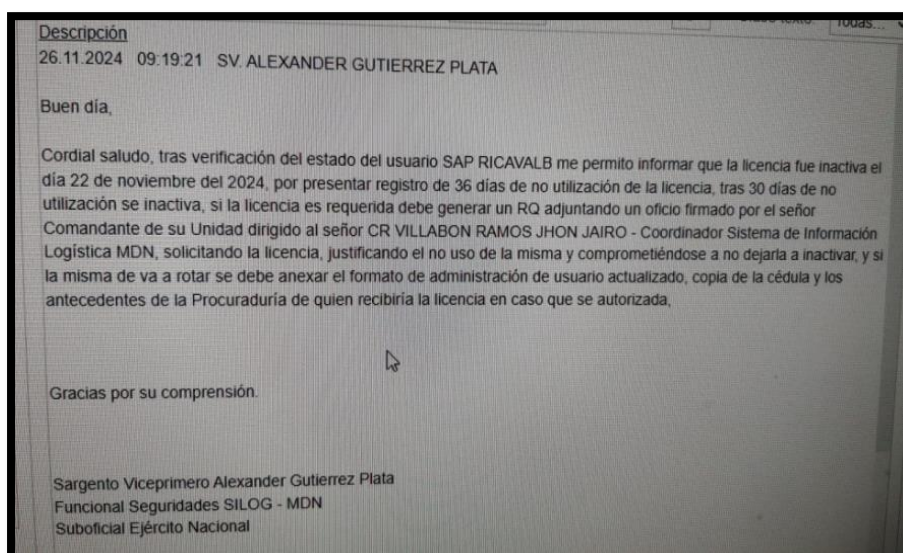 Todas...
Descripción
26.11.2024 09:19:21 SV. ALEXANDER GUTIERREZ PLATA
Buen día,
Cordial saludo, tras verificación del estado del usuario SAP RICAVALB me permito informar que la licencia fue inactiva el
día 22 de noviembre del 2024, por presentar registro de 36 días de no utilización de la licencia, tras 30 días de no
utilización se inactiva, si la licencia es requerida debe generar un RQ adjuntando un oficio firmado por el señor
Comandante de su Unidad dirigido al señor CR VILLABON RAMOS JHON JAIRO - Coordinador Sistema de Información
Logística MDN, solicitando la licencia, justificando el no uso de la misma y comprometiéndose a no dejarla a inactivar, y si
la misma de va a rotar se debe anexar el formato de administración de usuario actualizado, copia de la cédula y los
antecedentes de la Procuraduría de quien recibiría la licencia en caso que se autorizada,
Gracias por su comprensión.
Sargento Viceprimero Alexander Gutierrez Plata
Funcional Seguridades SILOG - MDN
Suboficial Ejército Nacional